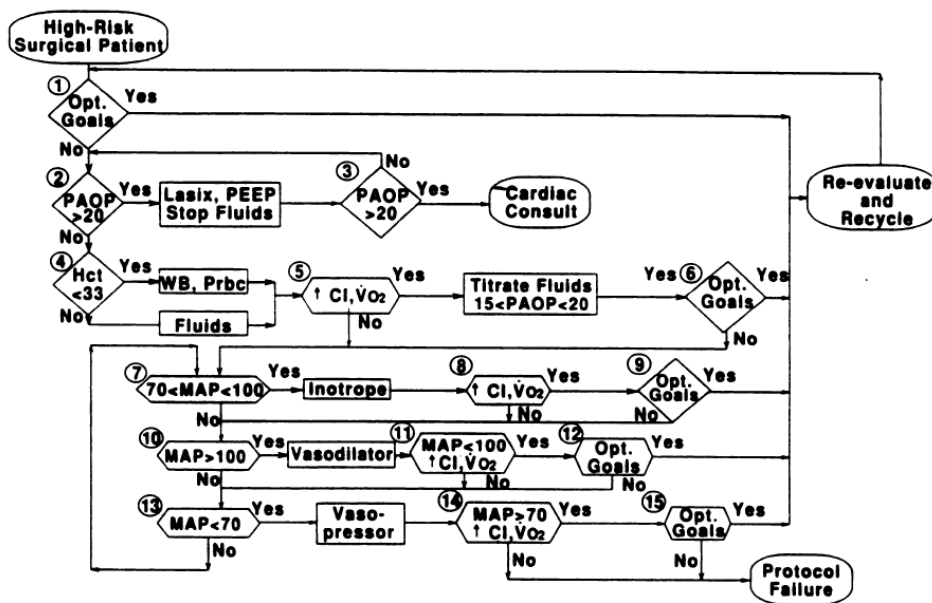 High-Risk
Surgical Patient
1
Opt.
Goals
Yes
No
2
PAOP
>20
Yes
No
Lasix, PEEP
Stop Fluids
3
No
PAOP
>20
Yes
Cardiac
Consult
Re-evaluate
and
Recycle
4
Hct
<33
Yes
No
WB, Prbc
Fluids
5
↑ CI,V̇O₂
Yes
No
Titrate Fluids
15<PAOP<20
6
Yes
Opt.
Goals
Yes
No
7
70<MAP<100
Yes
No
Inotrope
8
↑ CI,V̇O₂
Yes
No
9
Opt.
Goals
Yes
No
10
MAP>100
Yes
No
Vasodilator
11
MAP<100
↑CI,V̇O₂
Yes
No
12
Opt.
Goals
Yes
No
13
MAP<70
Yes
No
Vaso-
pressor
14
MAP>70
↑ CI,V̇O₂
Yes
No
15
Opt.
Goals
Yes
No
Protocol
Failure